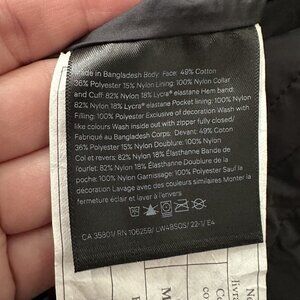 Made in Bangladesh Body: Face: 49% Cotton
36% Polyester 15% Nylon Lining: 100% Nylon Collar
and Cuff: 82% Nylon 18% Lycra® elastane Hem band:
82% Nylon 18% Lycra® elastane Pocket lining: 100% Nylon
Filling: 100% Polyester Exclusive of decoration Wash with
like colours Wash inside out with zipper fully closed/
Fabriqué au Bangladesh Corps: Devant: 49% Coton
36% Polyester 15% Nylon Doublure: 100% Nylon
Col et revers: 82% Nylon 18% Élasthanne Bande de
l'ourlet: 82% Nylon 18% Élasthanne Doublure de
poche: 100% Nylon Garnissage: 100% Polyester Sauf la
décoration Lavage avec des couleurs similaires Monter la
fermeture éclair et laver à l'envers
CA 35801/ RN 106259/ LW4BSDS/ 22-1/ E4